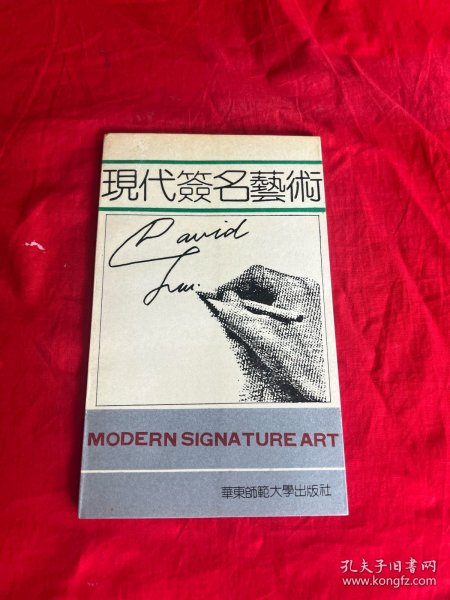 現代簽名藝術
David
MODERN SIGNATURE ART
華東師範大學出版社
孔夫子旧书网
www.kongfz.com